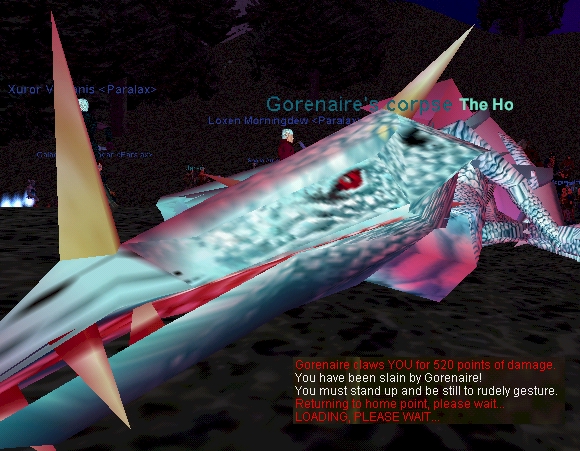 Xuror V nis <Paralax>
Gorenaire's corpse The Ho
Loxen Morningdew <Paralax>
<Paralax>
Gorenaire claws YOU for 520 points of damage.
You have been slain by Gorenaire!
You must stand up and be still to rudely gesture.
Returning to home point, please wait...
LOADING, PLEASE WAIT...